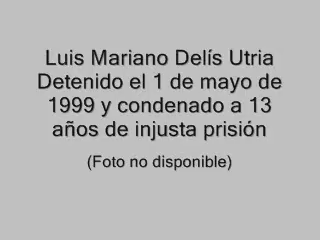 Luis Mariano Delís Utria
Detenido el 1 de mayo de
1999 y condenado a 13
años de injusta prisión
(Foto no disponible)